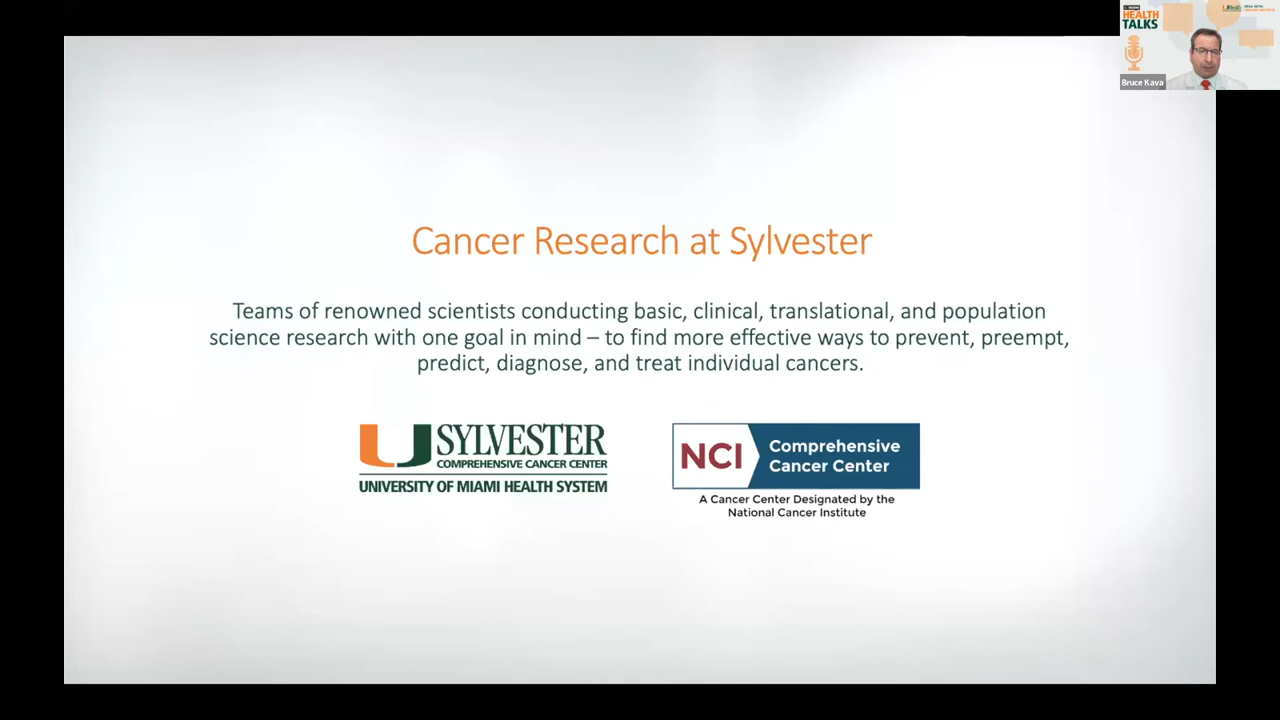 HEALTH
TALKS
Bruce Kava
Cancer Research at Sylvester
Teams of renowned scientists conducting basic, clinical, translational, and population
science research with one goal in mind – to find more effective ways to prevent, preempt,
predict, diagnose, and treat individual cancers.
SYLVESTER
COMPREHENSIVE CANCER CENTER
UNIVERSITY OF MIAMI HEALTH SYSTEM
NCI
Comprehensive
Cancer Center
A Cancer Center Designated by the
National Cancer Institute